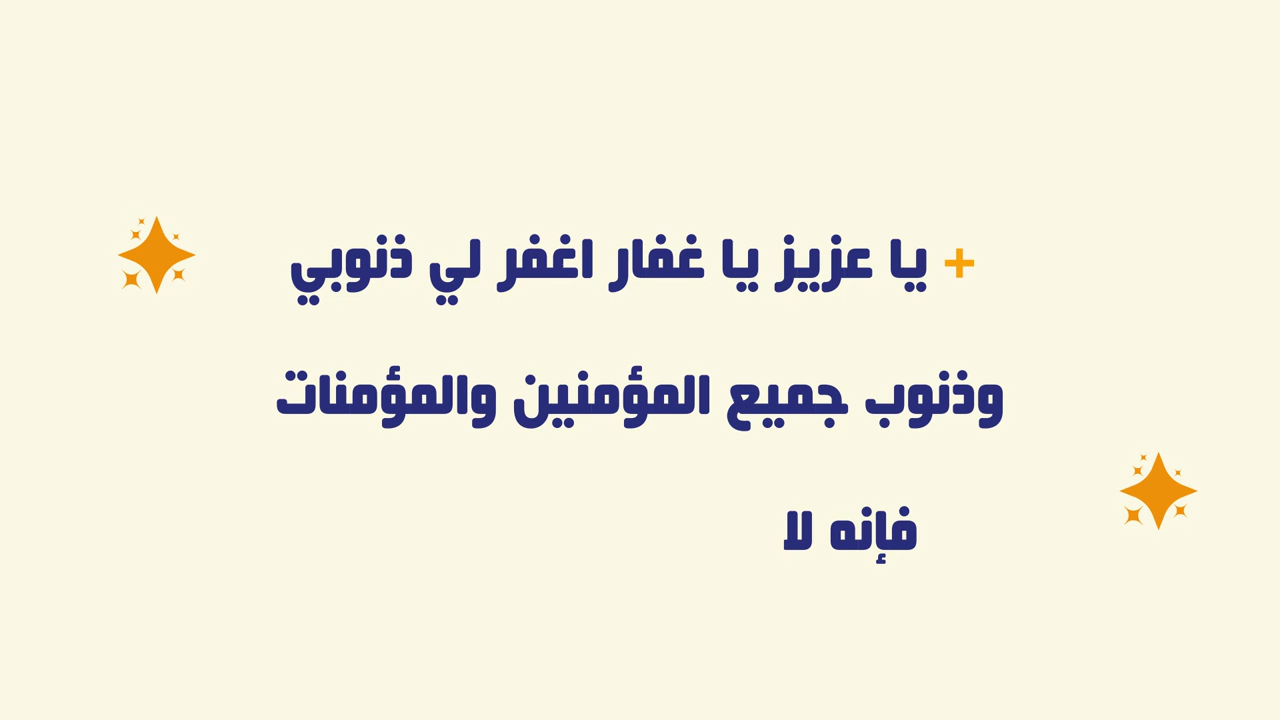 + يا عزيز يا غفار اغفر لي ذنوبي
وذنوب جميع المؤمنين والمؤمنات
فإنه لا